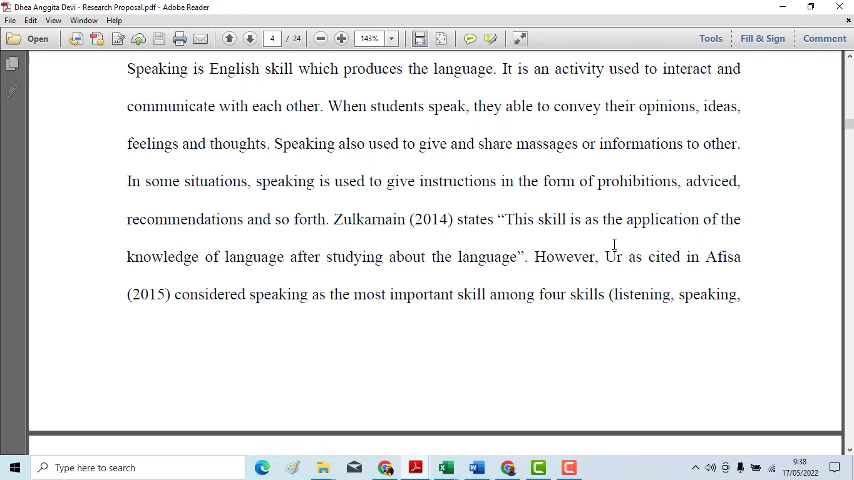 Dhea Anggita Devi - Research Proposal.pdf - Adobe Reader
File Edit View Window Help
Open 4 / 24 143% Tools Fill & Sign Comment
Speaking is English skill which produces the language. It is an activity used to interact and
communicate with each other. When students speak, they able to convey their opinions, ideas,
feelings and thoughts. Speaking also used to give and share massages or informations to other.
In some situations, speaking is used to give instructions in the form of prohibitions, adviced,
recommendations and so forth. Zulkarnain (2014) states “This skill is as the application of the
knowledge of language after studying about the language”. However, Ur as cited in Afisa
(2015) considered speaking as the most important skill among four skills (listening, speaking,
Type here to search
9:38
17/05/2022